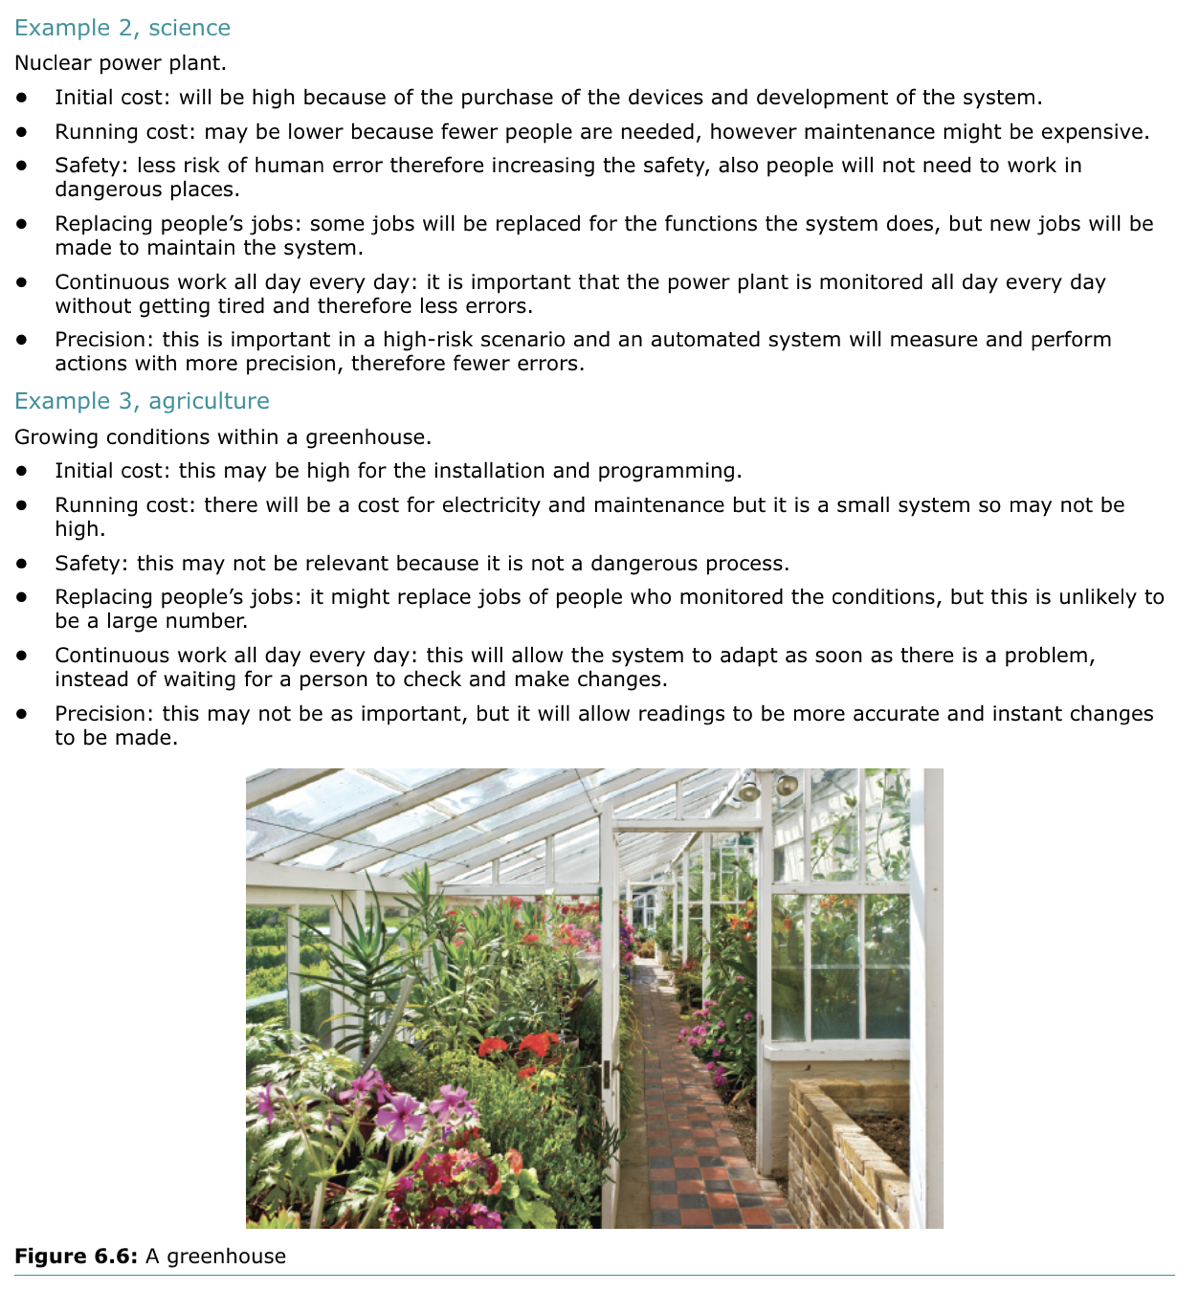 Example 2, science
Nuclear power plant.
● Initial cost: will be high because of the purchase of the devices and development of the system.
● Running cost: may be lower because fewer people are needed, however maintenance might be expensive.
● Safety: less risk of human error therefore increasing the safety, also people will not need to work in
dangerous places.
● Replacing people’s jobs: some jobs will be replaced for the functions the system does, but new jobs will be
made to maintain the system.
● Continuous work all day every day: it is important that the power plant is monitored all day every day
without getting tired and therefore less errors.
● Precision: this is important in a high-risk scenario and an automated system will measure and perform
actions with more precision, therefore fewer errors.
Example 3, agriculture
Growing conditions within a greenhouse.
● Initial cost: this may be high for the installation and programming.
● Running cost: there will be a cost for electricity and maintenance but it is a small system so may not be
high.
● Safety: this may not be relevant because it is not a dangerous process.
● Replacing people’s jobs: it might replace jobs of people who monitored the conditions, but this is unlikely to
be a large number.
● Continuous work all day every day: this will allow the system to adapt as soon as there is a problem,
instead of waiting for a person to check and make changes.
● Precision: this may not be as important, but it will allow readings to be more accurate and instant changes
to be made.
Figure 6.6: A greenhouse